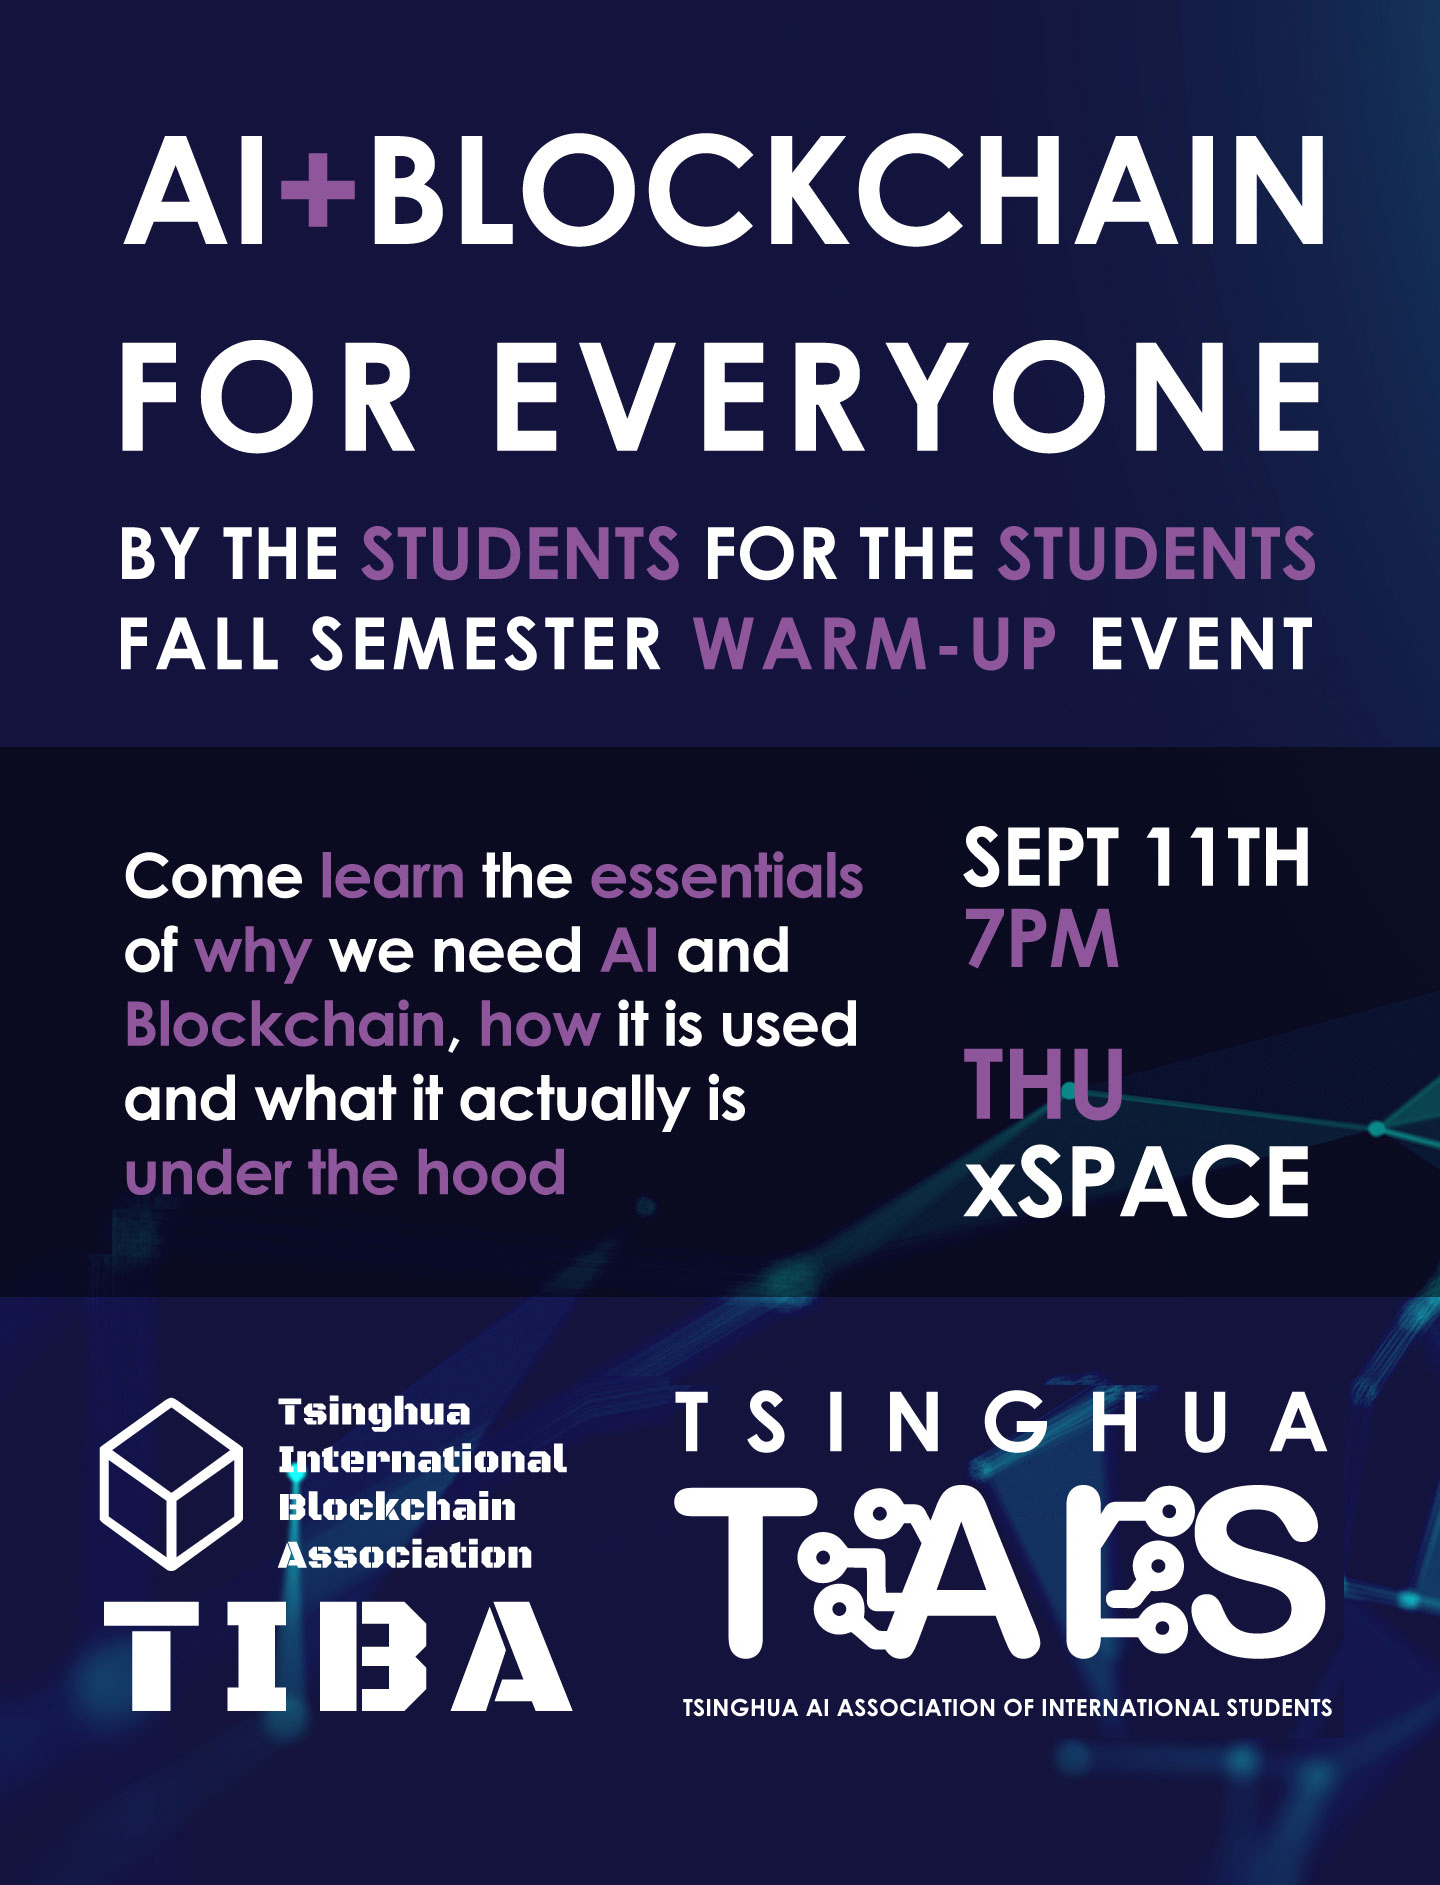 AI+BLOCKCHAIN
FOR EVERYONE
BY THE STUDENTS FOR THE STUDENTS
FALL SEMESTER WARM-UP EVENT
Come learn the essentials
of why we need AI and
Blockchain, how it is used
and what it actually is
under the hood
SEPT 11TH
7PM
THU
xSPACE
Tsinghua
International
Blockchain
Association
TIBA
TSINGHUA
TAIS
TSINGHUA AI ASSOCIATION OF INTERNATIONAL STUDENTS